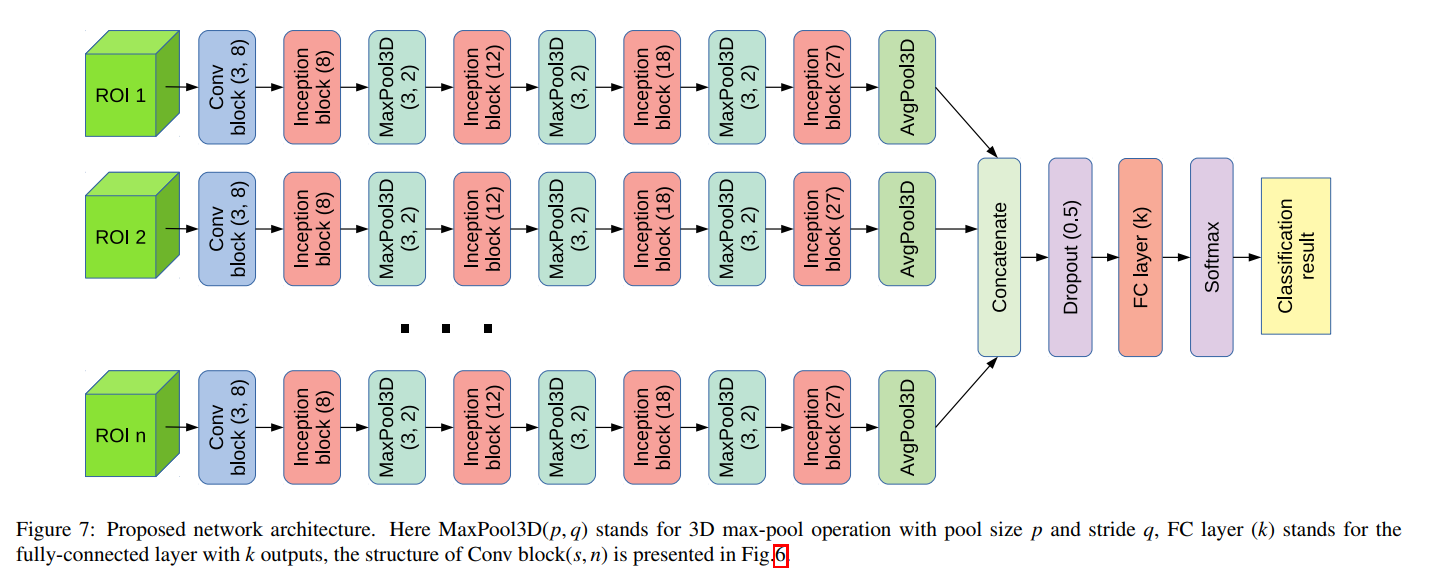 ROI 1
Conv
block (3, 8)
Inception
block (8)
MaxPool3D
(3, 2)
Inception
block (12)
MaxPool3D
(3, 2)
Inception
block (18)
MaxPool3D
(3, 2)
Inception
block (27)
AvgPool3D
ROI 2
Conv
block (3, 8)
Inception
block (8)
MaxPool3D
(3, 2)
Inception
block (12)
MaxPool3D
(3, 2)
Inception
block (18)
MaxPool3D
(3, 2)
Inception
block (27)
AvgPool3D
ROI n
Conv
block (3, 8)
Inception
block (8)
MaxPool3D
(3, 2)
Inception
block (12)
MaxPool3D
(3, 2)
Inception
block (18)
MaxPool3D
(3, 2)
Inception
block (27)
AvgPool3D
Concatenate
Dropout (0.5)
FC layer (k)
Softmax
Classification
result
Figure 7: Proposed network architecture. Here MaxPool3D(p, q) stands for 3D max-pool operation with pool size p and stride q, FC layer (k) stands for the
fully-connected layer with k outputs, the structure of Conv block(s, n) is presented in Fig.6.